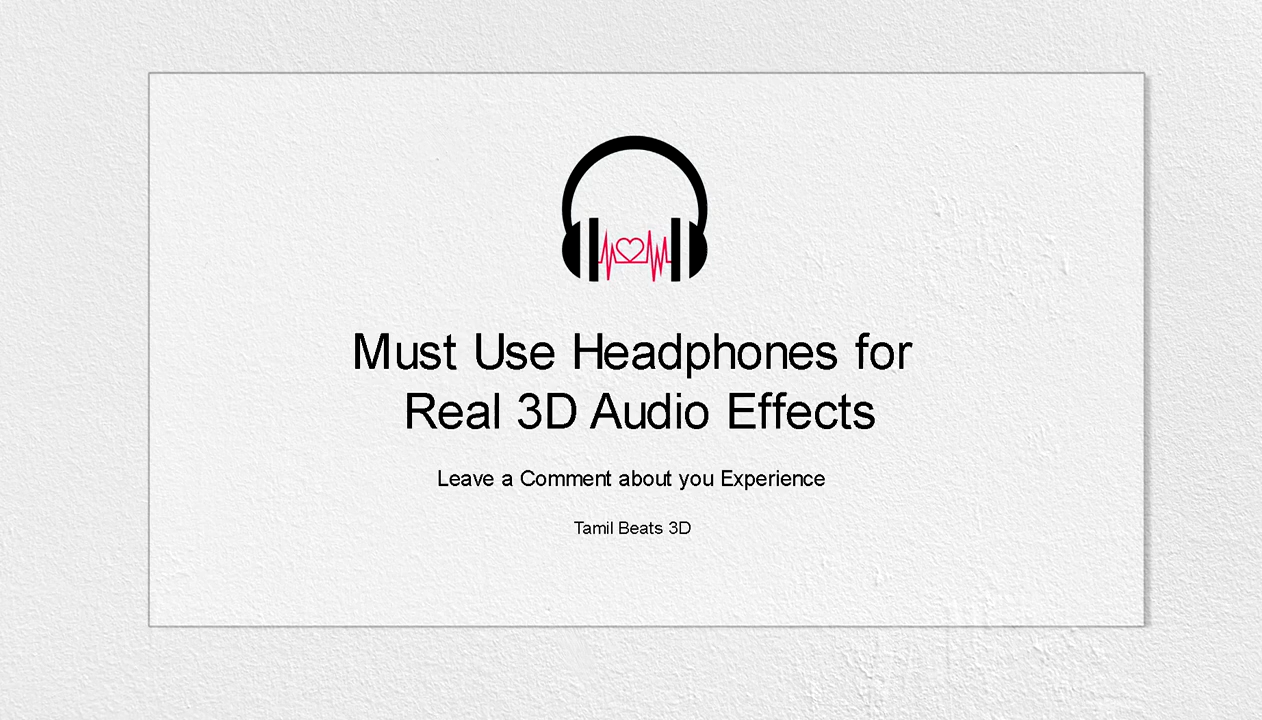 Must Use Headphones for
Real 3D Audio Effects
Leave a Comment about you Experience
Tamil Beats 3D